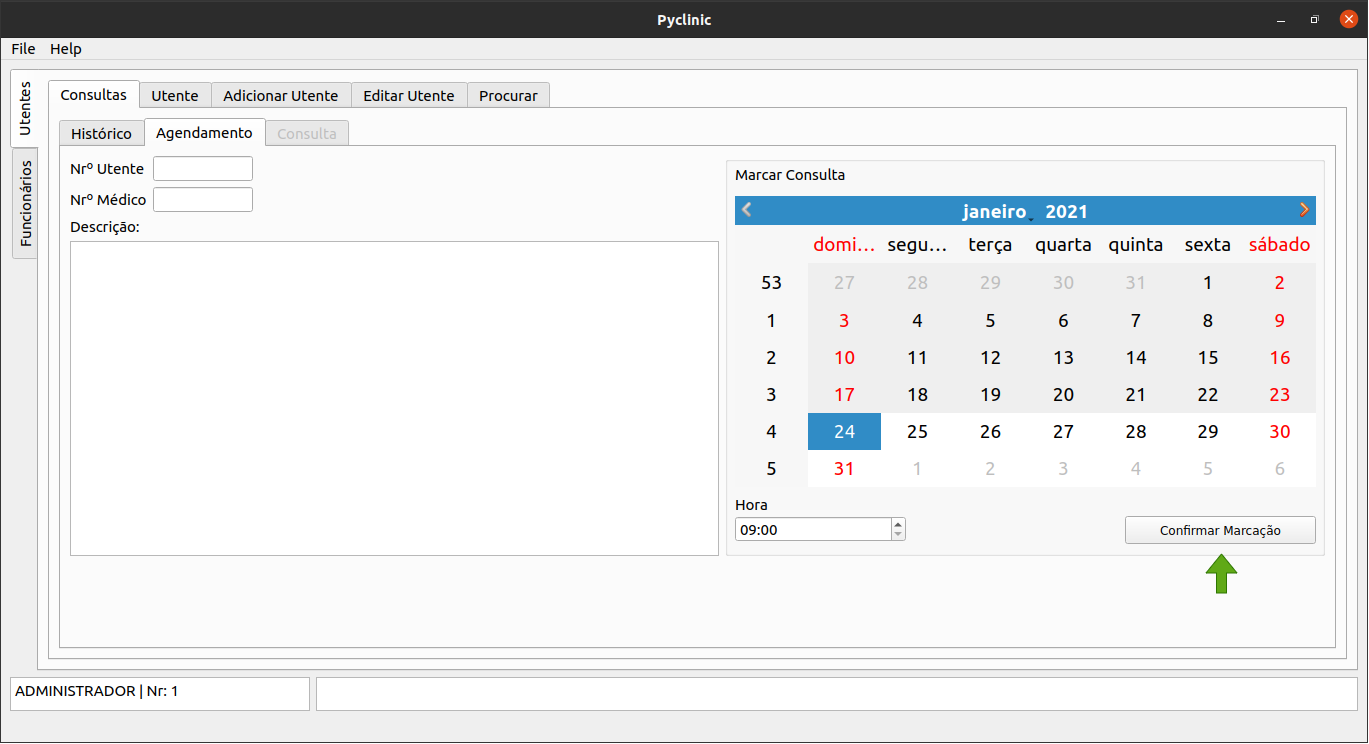 Pyclinic
File Help
Utentes
Funcionários
Consultas Utente Adicionar Utente Editar Utente Procurar
Histórico Agendamento Consulta
Nrº Utente
Nrº Médico
Descrição:
Marcar Consulta
janeiro 2021
domi... segu... terça quarta quinta sexta sábado
53 27 28 29 30 31 1 2
1 3 4 5 6 7 8 9
2 10 11 12 13 14 15 16
3 17 18 19 20 21 22 23
4 24 25 26 27 28 29 30
5 31 1 2 3 4 5 6
Hora
09:00
Confirmar Marcação
ADMINISTRADOR | Nr: 1